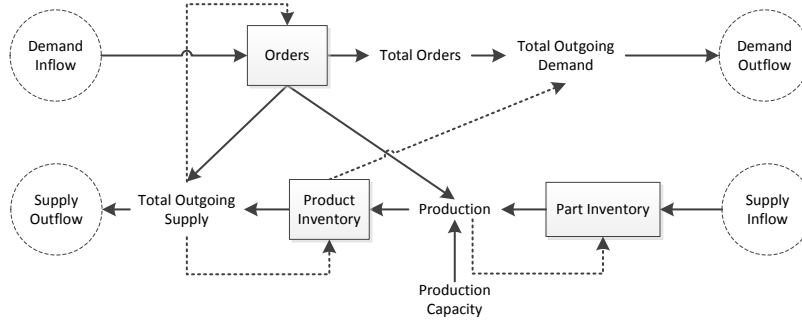 Demand
Inflow
Orders
Total Orders
Total Outgoing
Demand
Demand
Outflow
Supply
Outflow
Total Outgoing
Supply
Product
Inventory
Production
Part Inventory
Supply
Inflow
Production
Capacity